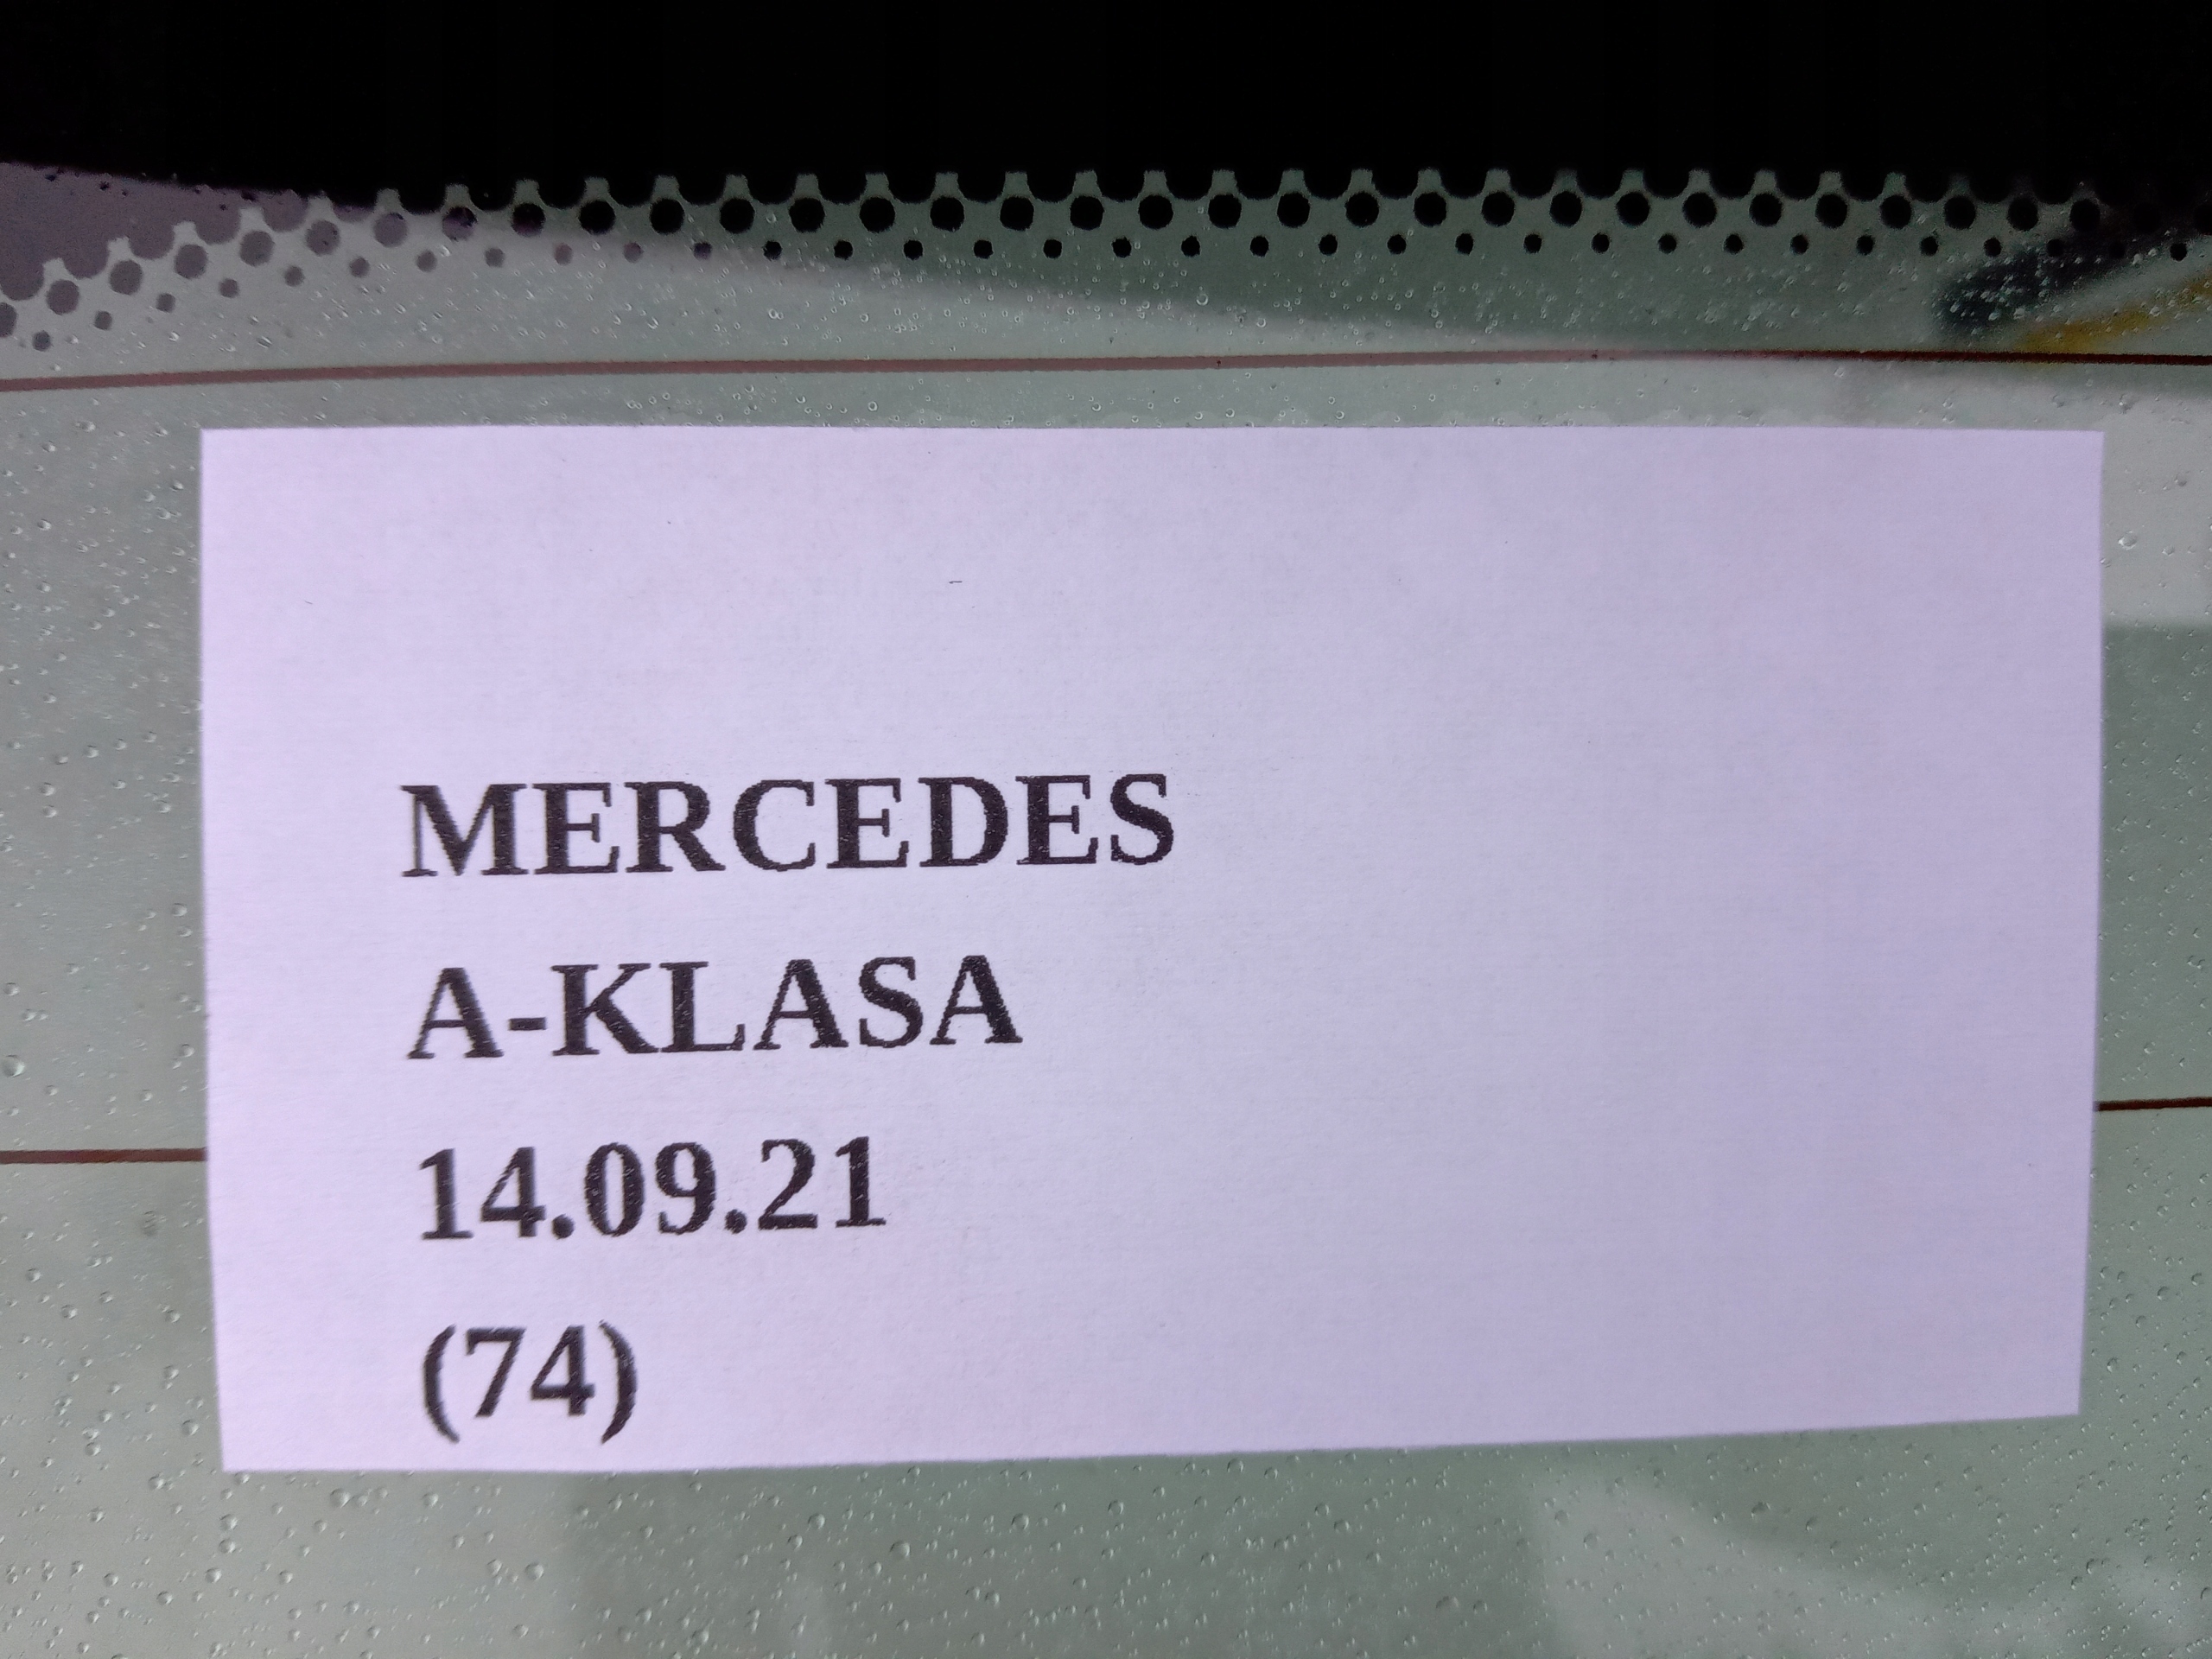 MERCEDES
A-KLASA
14.09.21
(74)